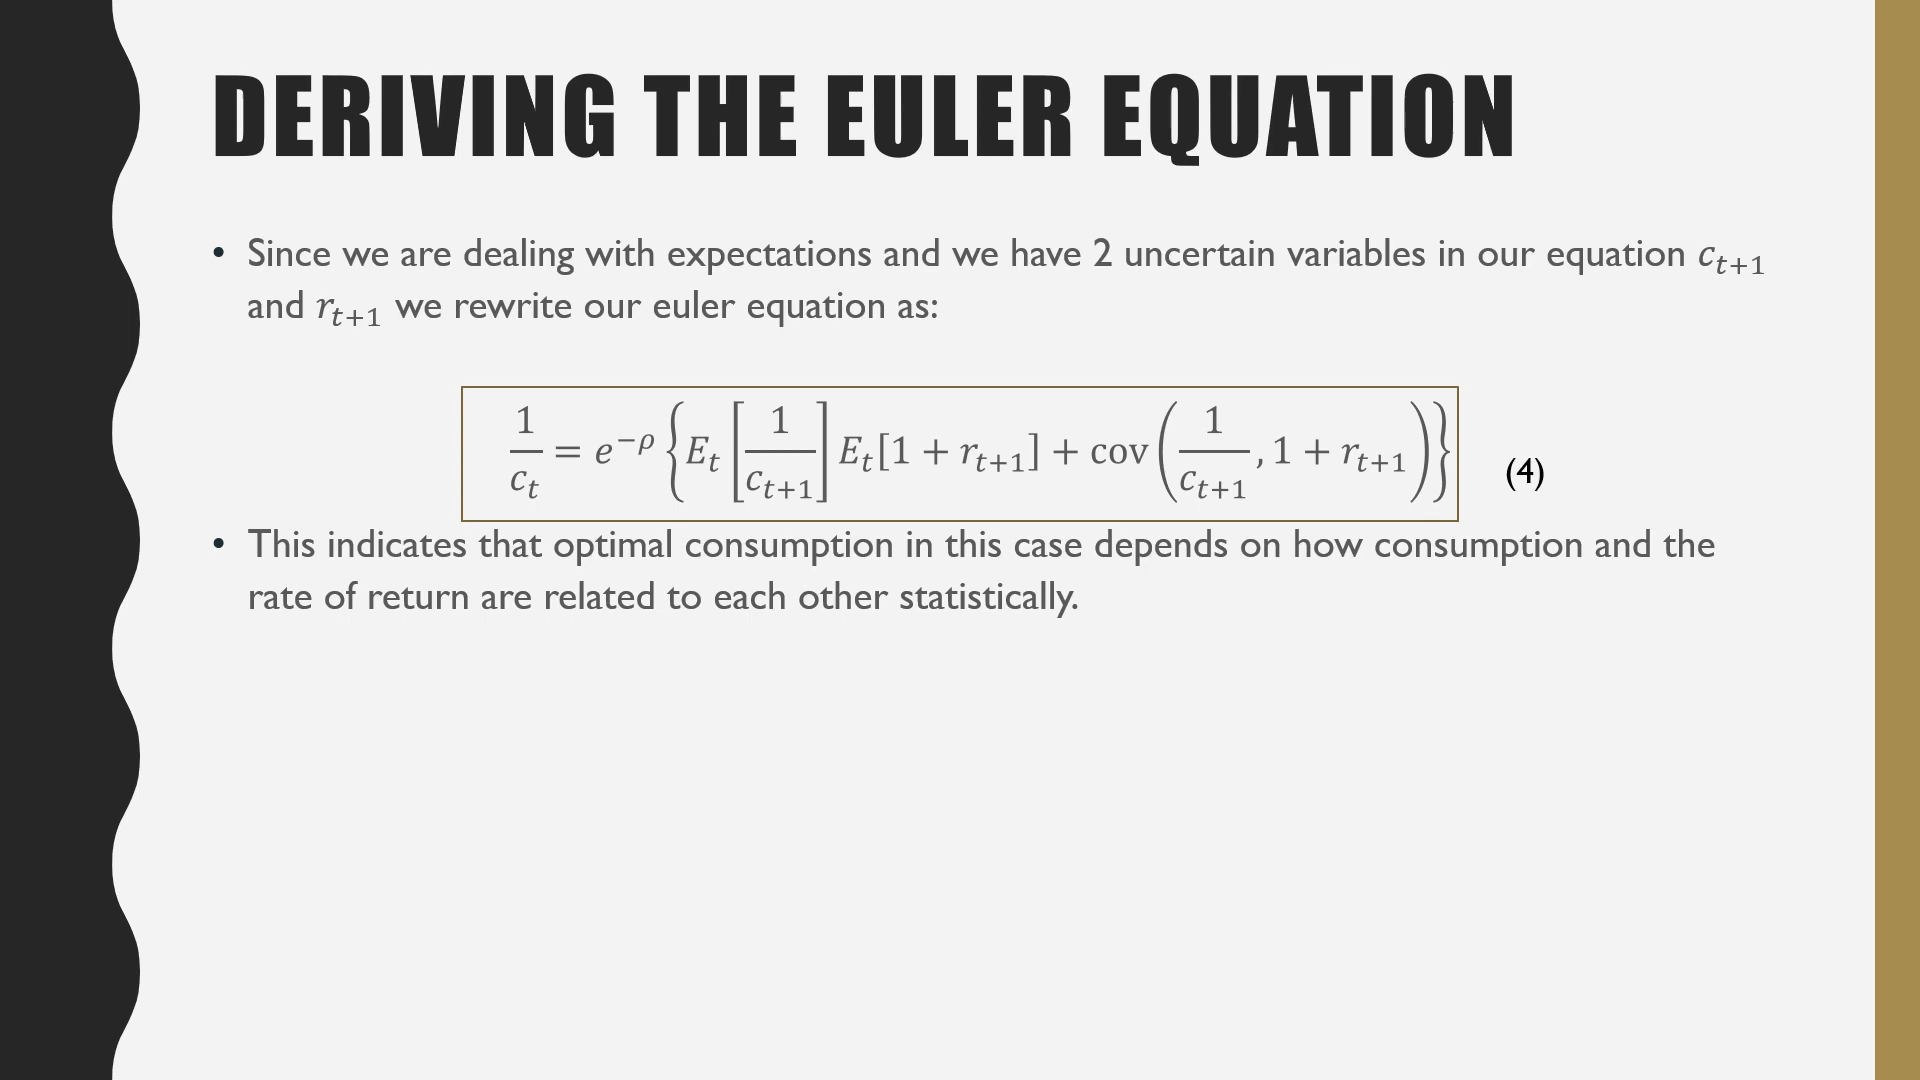 DERIVING THE EULER EQUATION
• Since we are dealing with expectations and we have 2 uncertain variables in our equation $c_{t+1}$
and $r_{t+1}$ we rewrite our euler equation as:
$\frac{1}{c_t} = e^{-\rho} \left\{ E_t \left[ \frac{1}{c_{t+1}} \right] E_t[1 + r_{t+1}] + \text{cov} \left( \frac{1}{c_{t+1}}, 1 + r_{t+1} \right) \right\}$ (4)
• This indicates that optimal consumption in this case depends on how consumption and the
rate of return are related to each other statistically.